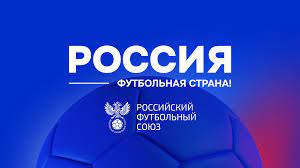 РОССИЯ
ФУТБОЛЬНАЯ СТРАНА!
РОССИЙСКИЙ
ФУТБОЛЬНЫЙ
СОЮЗ